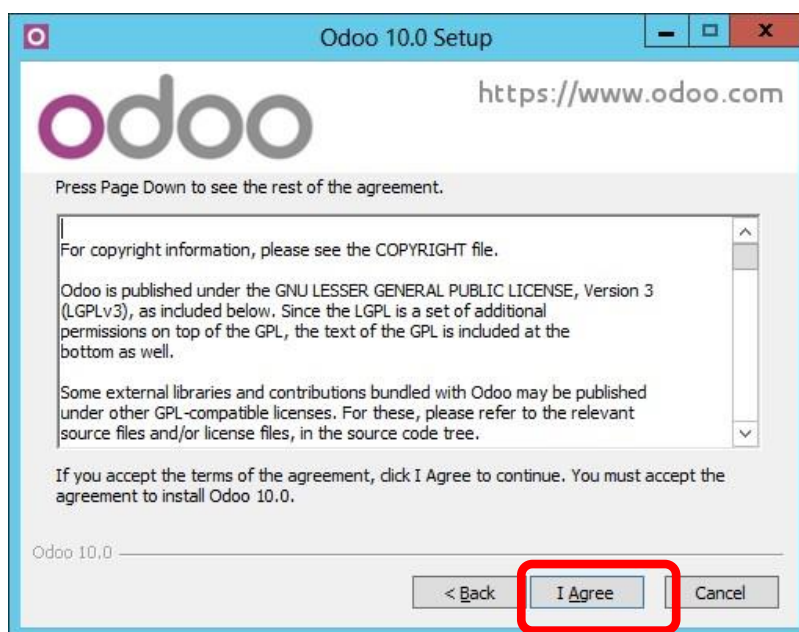 Odoo 10.0 Setup
odoo
https://www.odoo.com
Press Page Down to see the rest of the agreement.
For copyright information, please see the COPYRIGHT file.
Odoo is published under the GNU LESSER GENERAL PUBLIC LICENSE, Version 3
(LGPLv3), as included below. Since the LGPL is a set of additional
permissions on top of the GPL, the text of the GPL is included at the
bottom as well.
Some external libraries and contributions bundled with Odoo may be published
under other GPL-compatible licenses. For these, please refer to the relevant
source files and/or license files, in the source code tree.
If you accept the terms of the agreement, click I Agree to continue. You must accept the
agreement to install Odoo 10.0.
Odoo 10.0
< Back
I Agree
Cancel